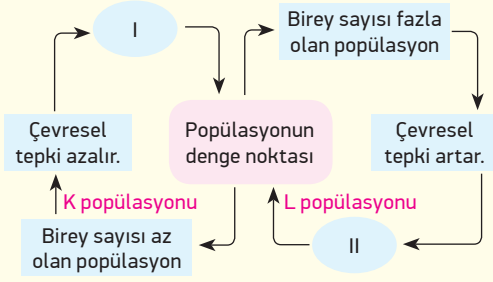 I
Birey sayısı fazla
olan popülasyon
Çevresel
tepki azalır.
Popülasyonun
denge noktası
Çevresel
tepki artar.
K popülasyonu
L popülasyonu
Birey sayısı az
olan popülasyon
II